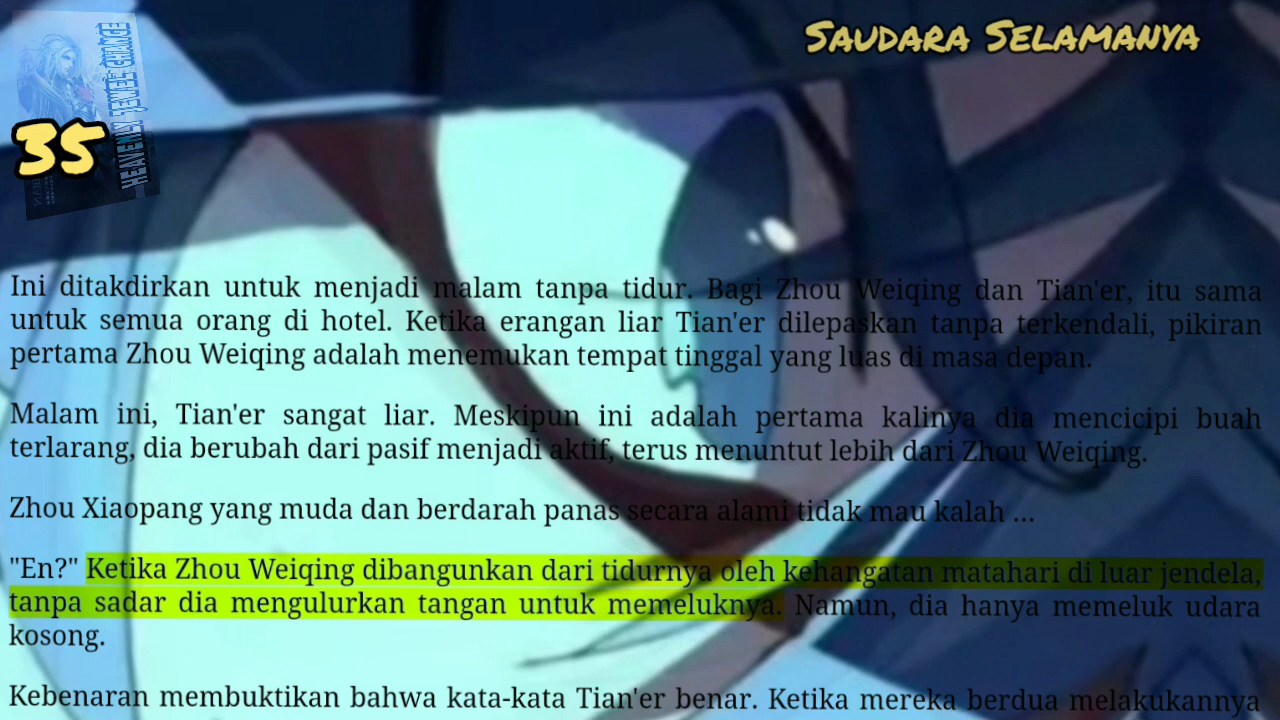 Saudara Selamanya
35
HEAVENLY JEWEL CHANGE
Ini ditakdirkan untuk menjadi malam tanpa tidur. Bagi Zhou Weiqing dan Tian'er, itu sama
untuk semua orang di hotel. Ketika erangan liar Tian'er dilepaskan tanpa terkendali, pikiran
pertama Zhou Weiqing adalah menemukan tempat tinggal yang luas di masa depan.
Malam ini, Tian'er sangat liar. Meskipun ini adalah pertama kalinya dia mencicipi buah
terlarang, dia berubah dari pasif menjadi aktif, terus menuntut lebih dari Zhou Weiqing.
Zhou Xiaopang yang muda dan berdarah panas secara alami tidak mau kalah ...
"En?" Ketika Zhou Weiqing dibangunkan dari tidurnya oleh kehangatan matahari di luar jendela,
tanpa sadar dia mengulurkan tangan untuk memeluknya. Namun, dia hanya memeluk udara
kosong.
Kebenaran membuktikan bahwa kata-kata Tian'er benar. Ketika mereka berdua melakukannya